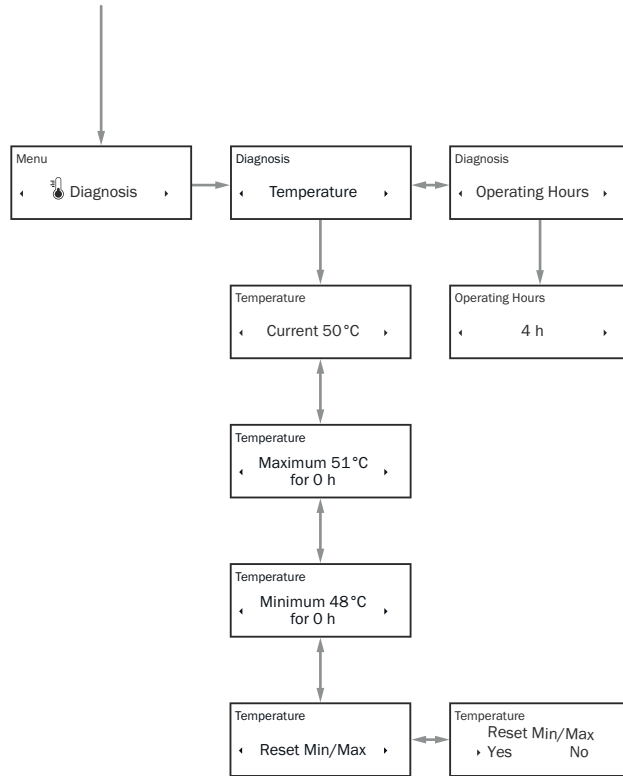 Menu
Diagnosis
Diagnosis
Temperature
Diagnosis
Operating Hours
Temperature
Current 50°C
Operating Hours
4 h
Temperature
Maximum 51°C
for 0 h
Temperature
Minimum 48°C
for 0 h
Temperature
Reset Min/Max
Temperature
Reset Min/Max
Yes No